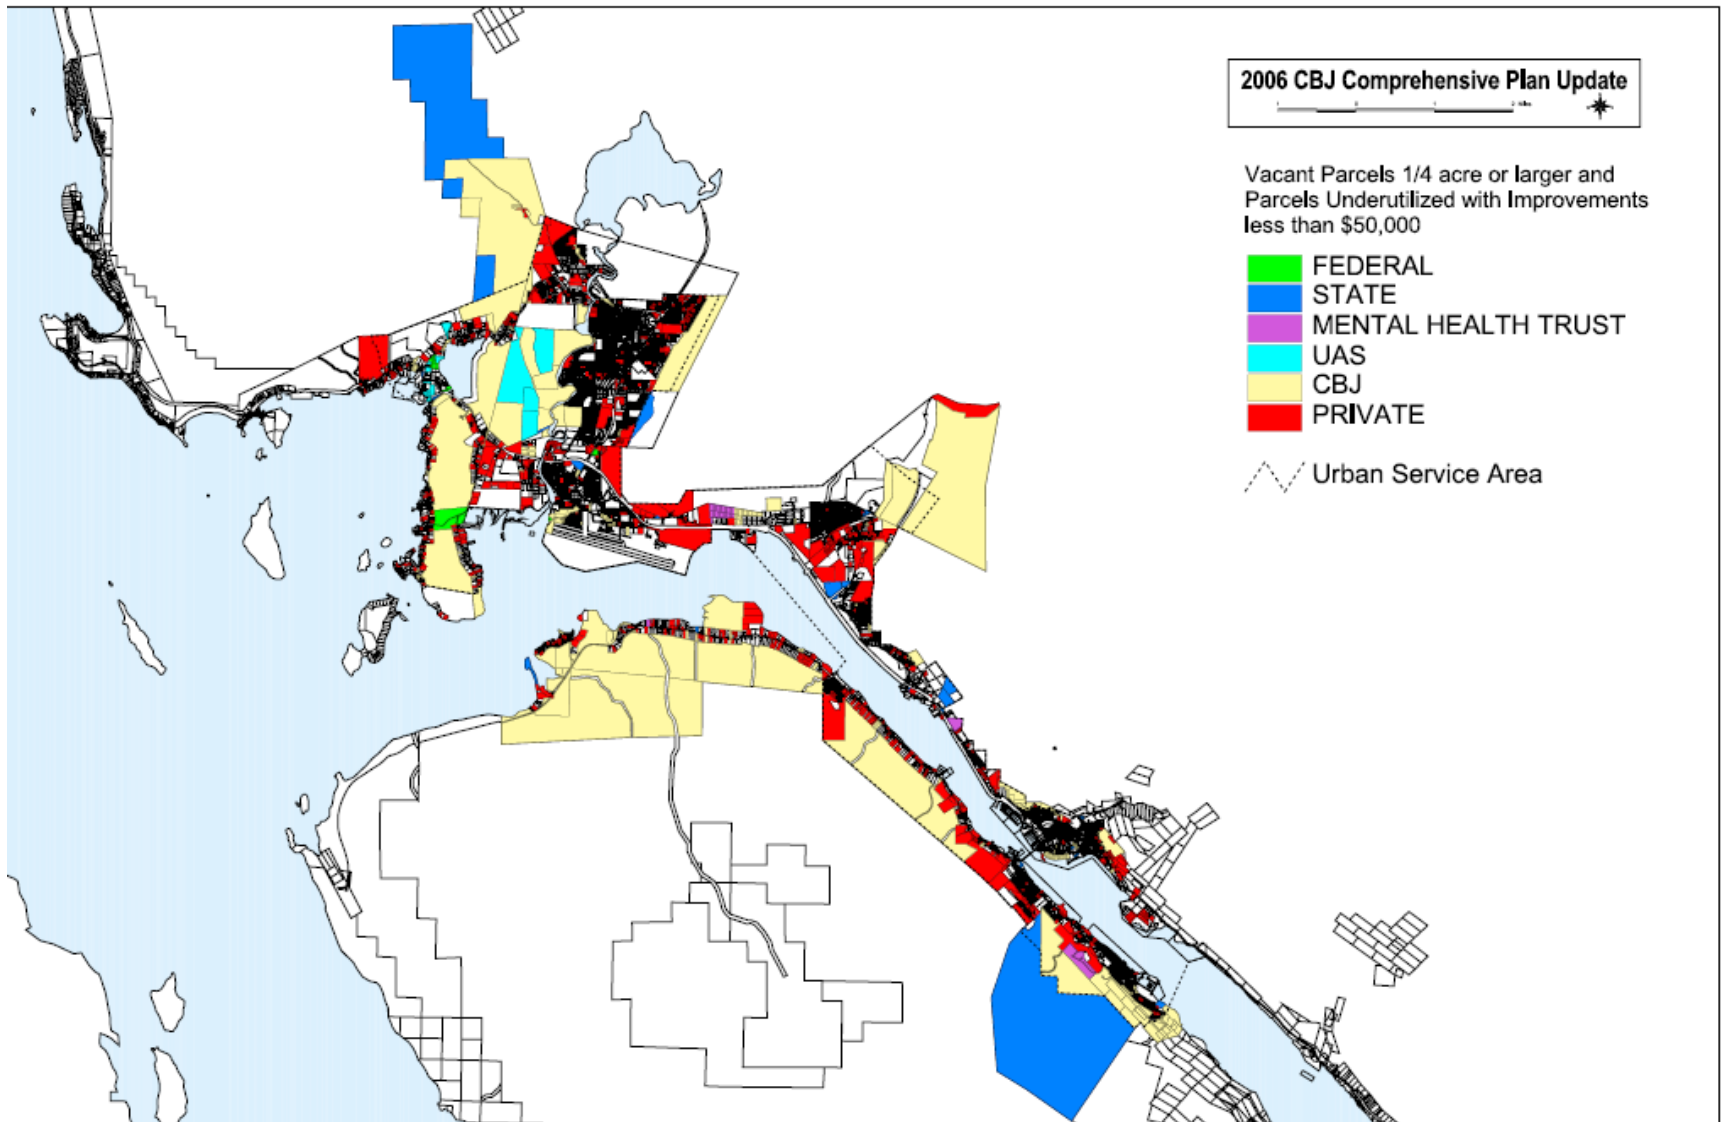 2006 CBJ Comprehensive Plan Update
Vacant Parcels 1/4 acre or larger and
Parcels Underutilized with Improvements
less than $50,000
FEDERAL
STATE
MENTAL HEALTH TRUST
UAS
CBJ
PRIVATE
Urban Service Area